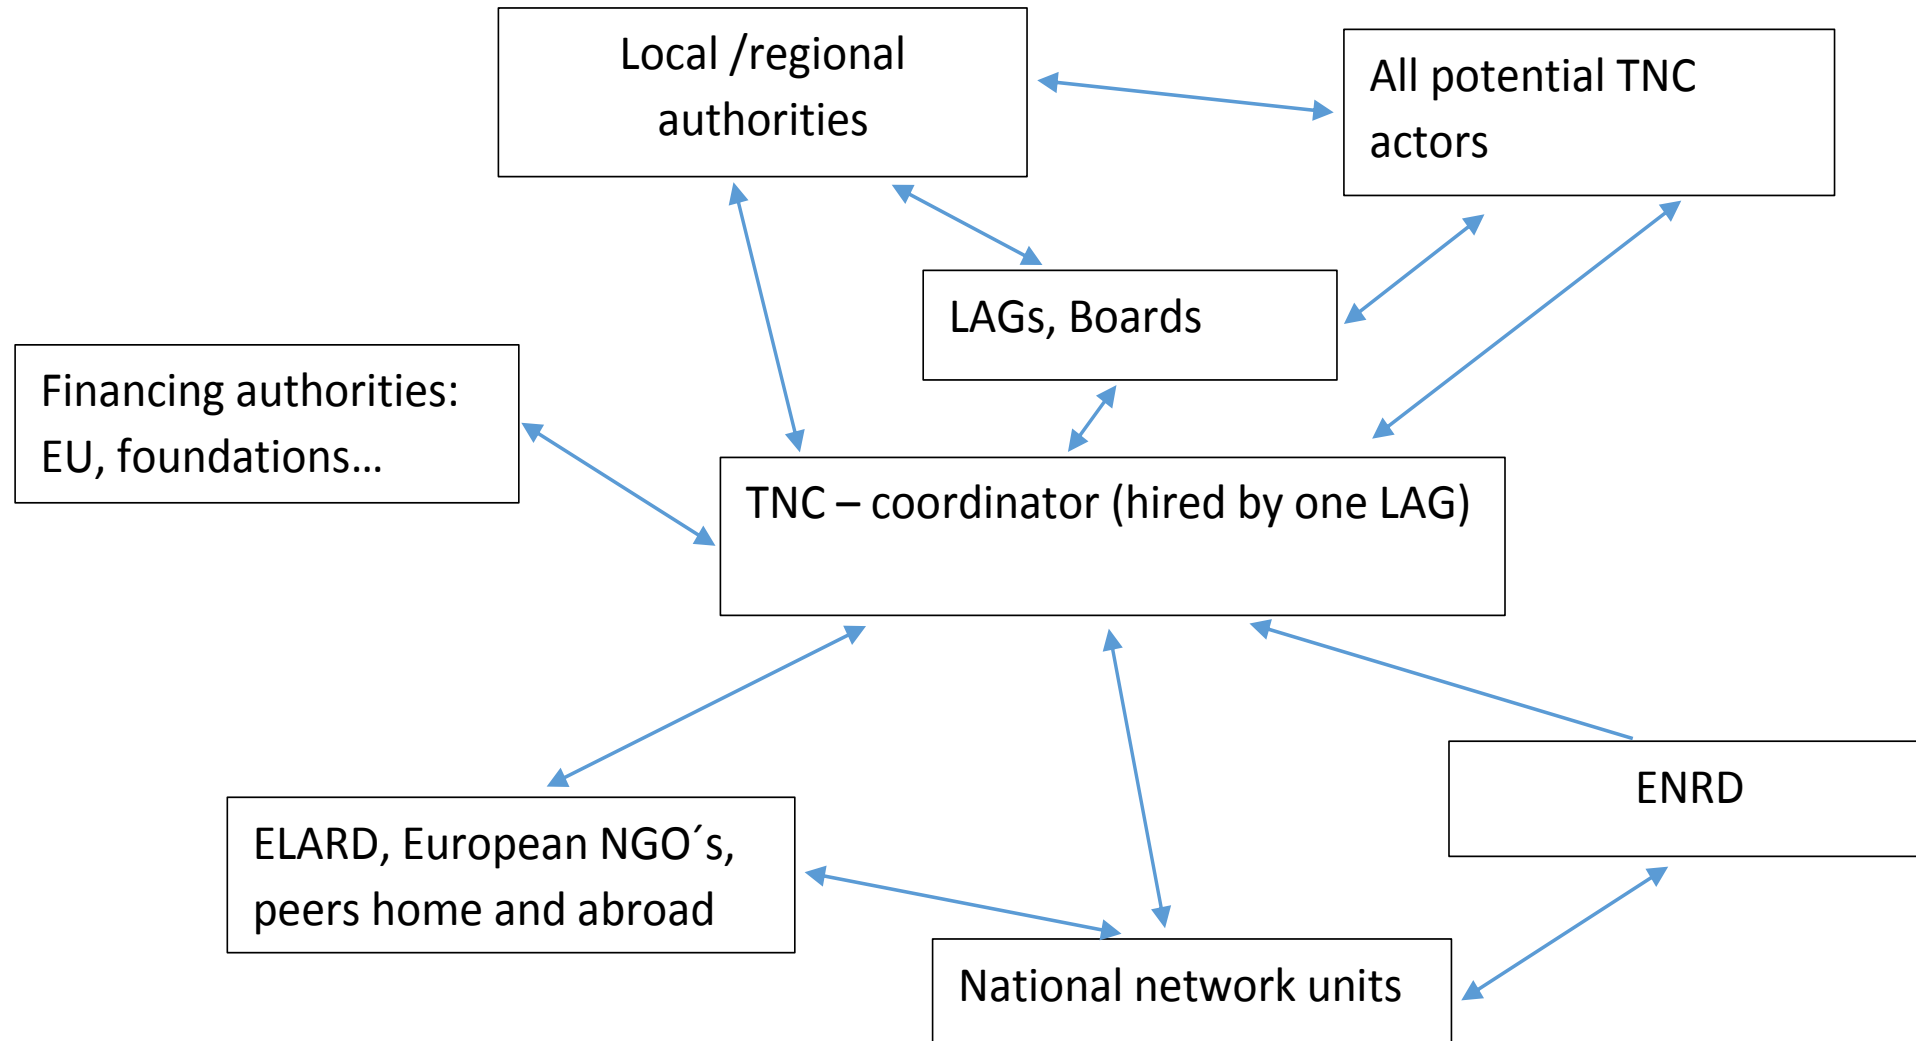 Local /regional
authorities
All potential TNC
actors
LAGs, Boards
Financing authorities:
EU, foundations…
TNC – coordinator (hired by one LAG)
ENRD
ELARD, European NGO´s,
peers home and abroad
National network units